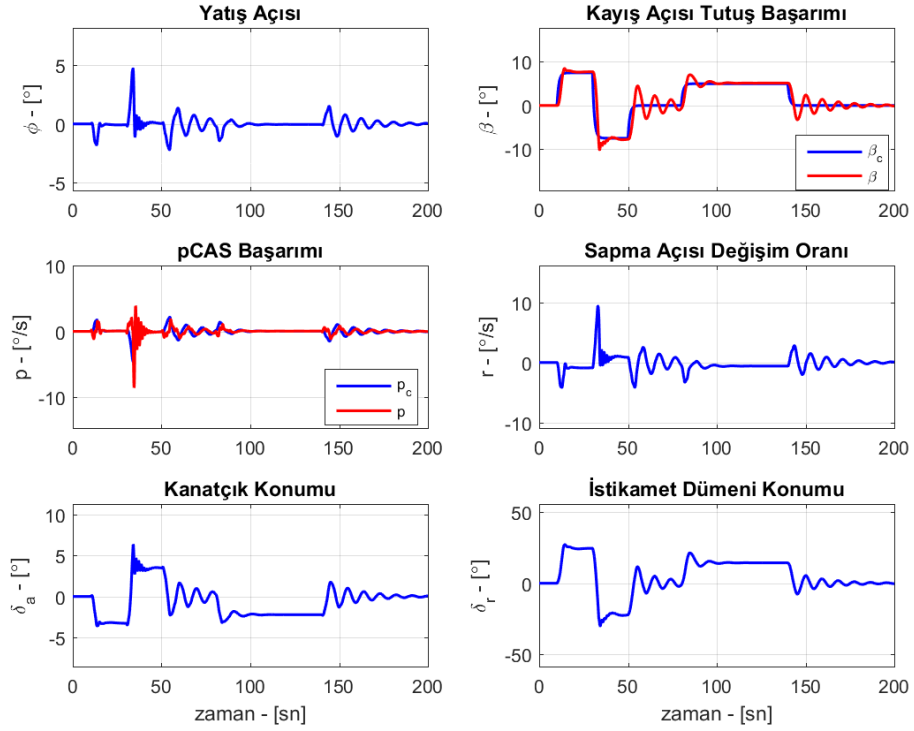 Yatış Açısı
ϕ - [°]
5
0
-5
0 50 100 150 200
Kayış Açısı Tutuş Başarımı
β - [°]
10
0
-10
β_c
β
0 50 100 150 200
pCAS Başarımı
p - [°/s]
10
0
-10
p_c
p
0 50 100 150 200
Sapma Açısı Değişim Oranı
r - [°/s]
10
0
-10
0 50 100 150 200
Kanatçık Konumu
δ_a - [°]
10
5
0
-5
0 50 100 150 200
zaman - [sn]
İstikamet Dümeni Konumu
δ_r - [°]
50
0
-50
0 50 100 150 200
zaman - [sn]